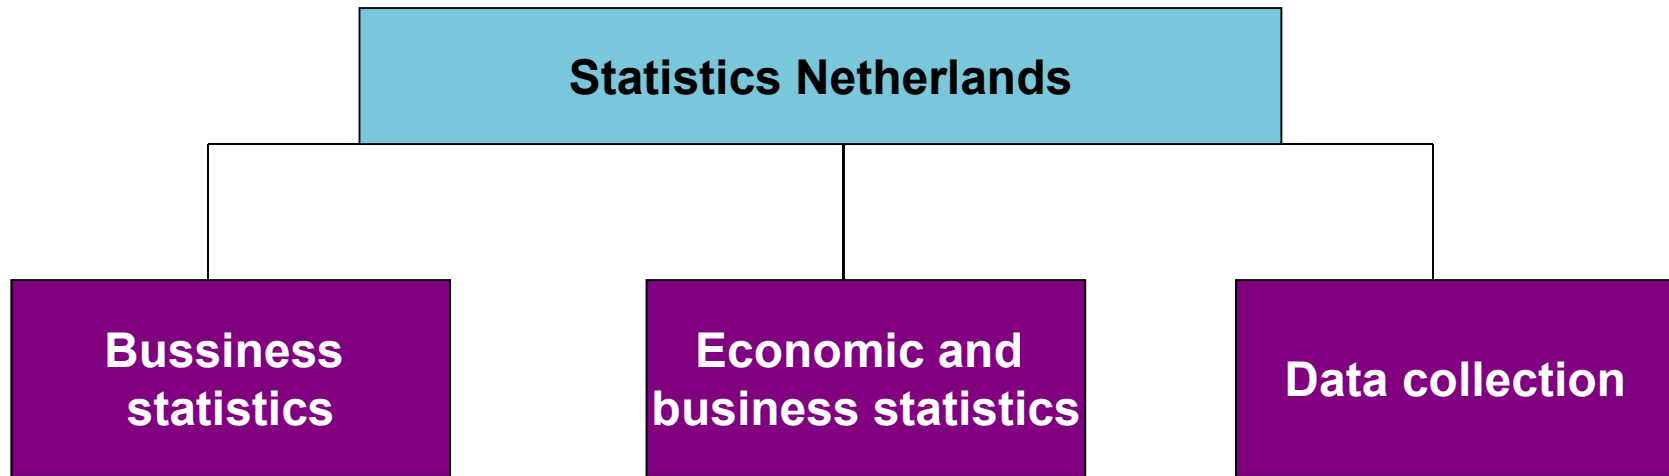 Statistics Netherlands
Bussiness
statistics
Economic and
business statistics
Data collection